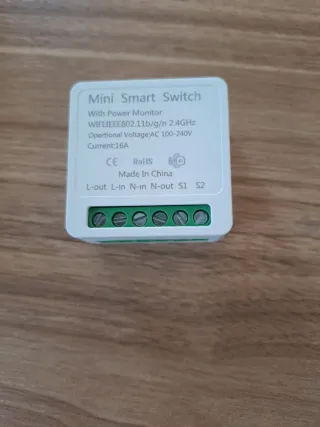 Mini Smart Switch
With Power Monitor
WIFI:IEEE802.11b/g/n 2.4GHz
Opertional Voltage:AC 100-240V
Current:16A
CE RoHS
Made In China
L-out L-in N-in N-out S1 S2